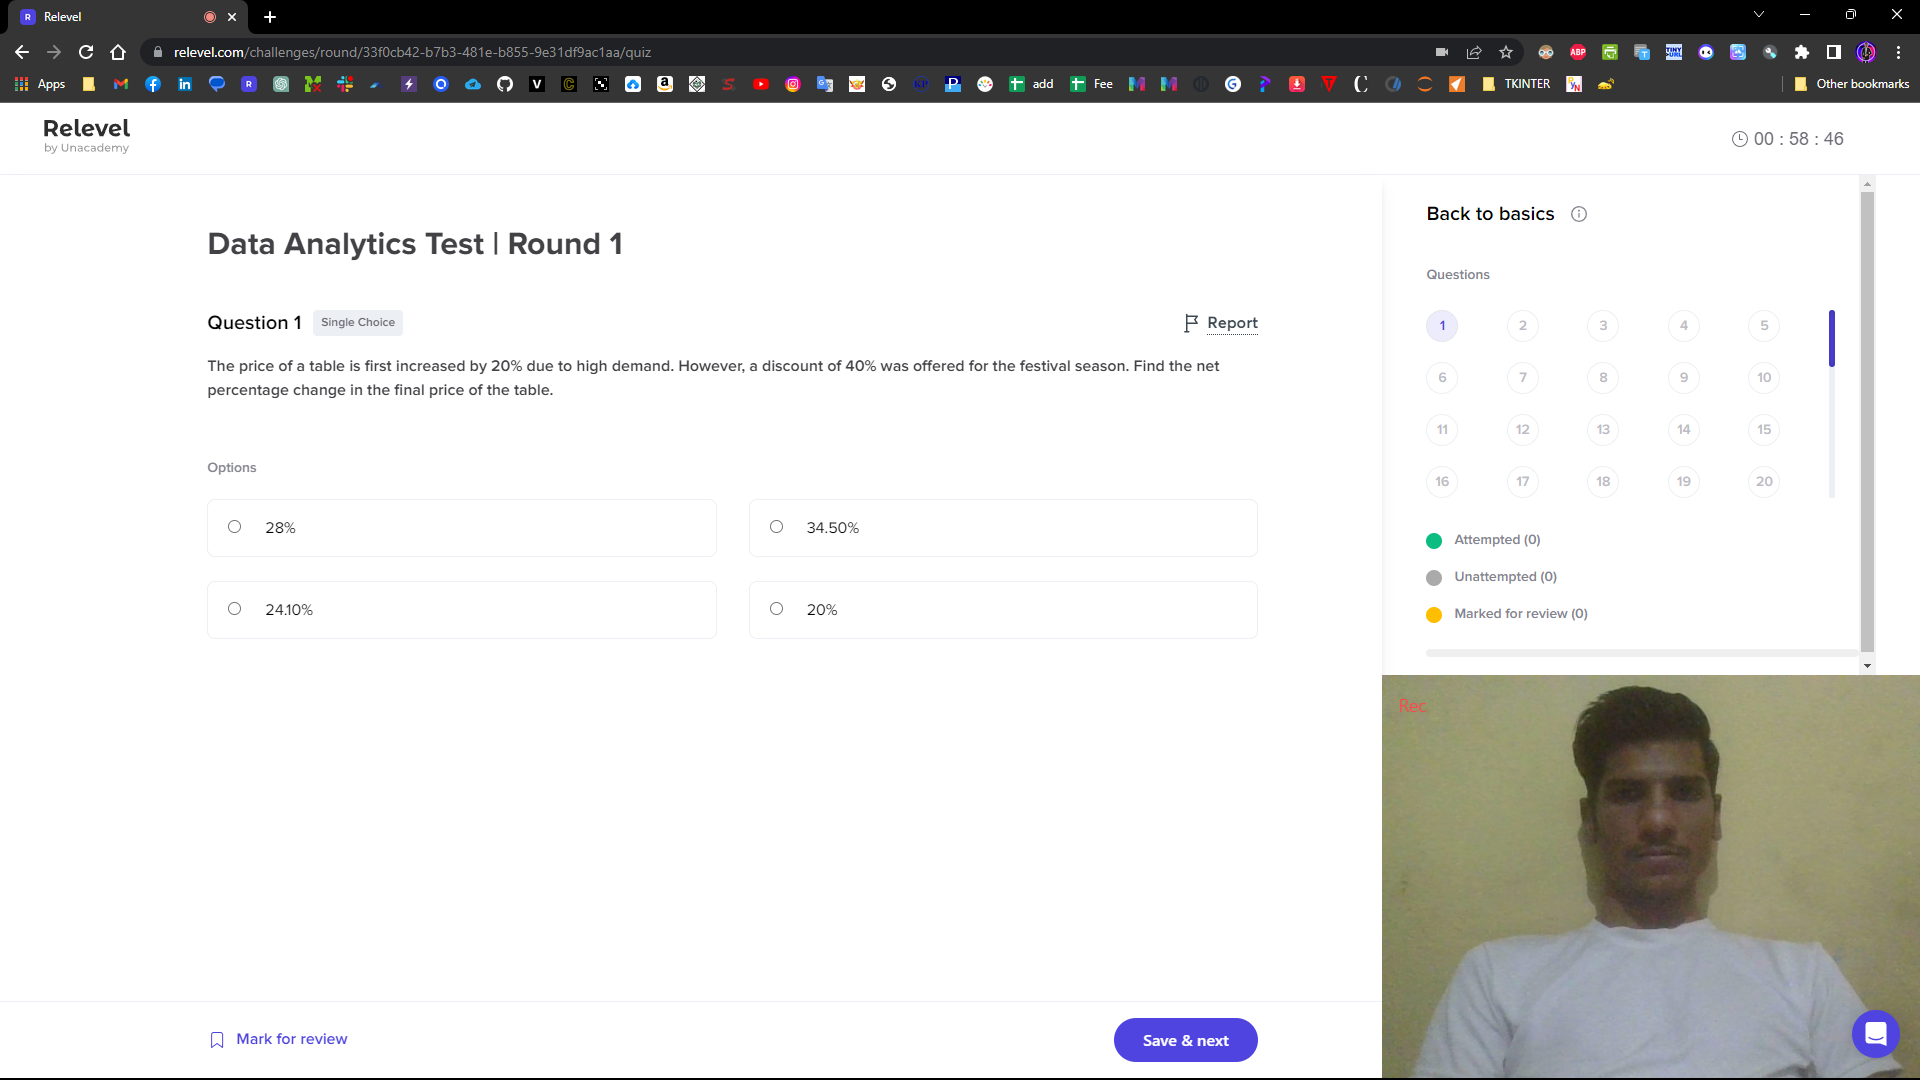 Relevel
relevel.com/challenges/round/33f0cb42-b7b3-481e-b855-9e31df9ac1aa/quiz
Apps
add
Fee
TKINTER
Other bookmarks
Relevel
by Unacademy
00 : 58 : 46
Data Analytics Test | Round 1
Question 1
Single Choice
Report
The price of a table is first increased by 20% due to high demand. However, a discount of 40% was offered for the festival season. Find the net
percentage change in the final price of the table.
Options
28%
34.50%
24.10%
20%
Mark for review
Save & next
Back to basics
Questions
1 2 3 4 5
6 7 8 9 10
11 12 13 14 15
16 17 18 19 20
Attempted (0)
Unattempted (0)
Marked for review (0)
Rec